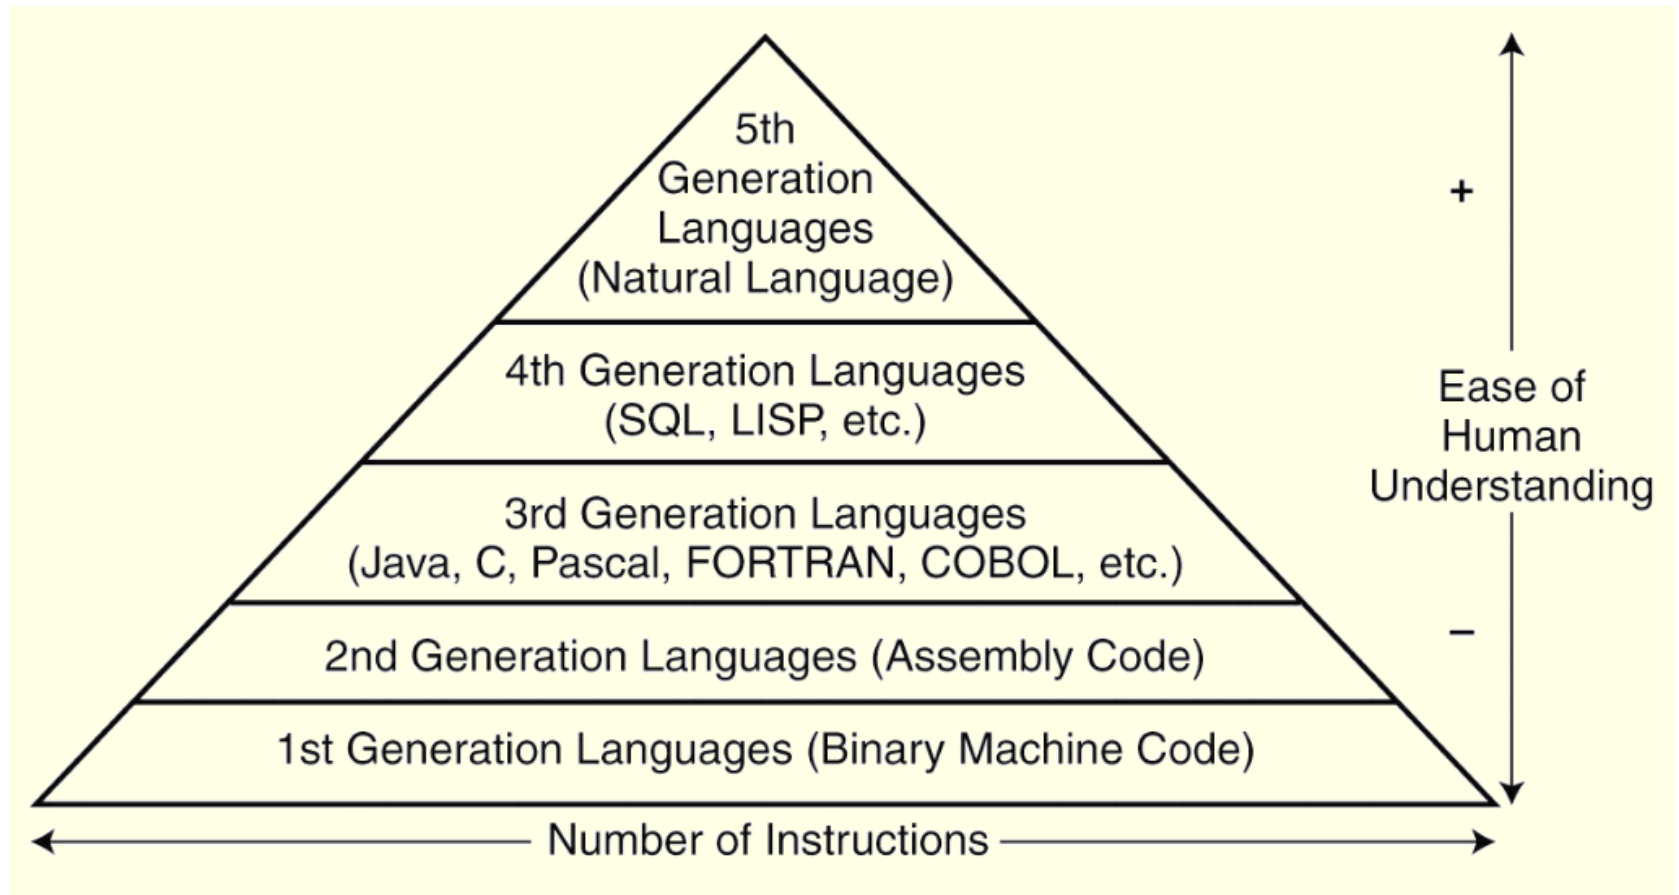 5th
Generation
Languages
(Natural Language)
4th Generation Languages
(SQL, LISP, etc.)
3rd Generation Languages
(Java, C, Pascal, FORTRAN, COBOL, etc.)
2nd Generation Languages (Assembly Code)
1st Generation Languages (Binary Machine Code)
Number of Instructions
+
Ease of
Human
Understanding
–